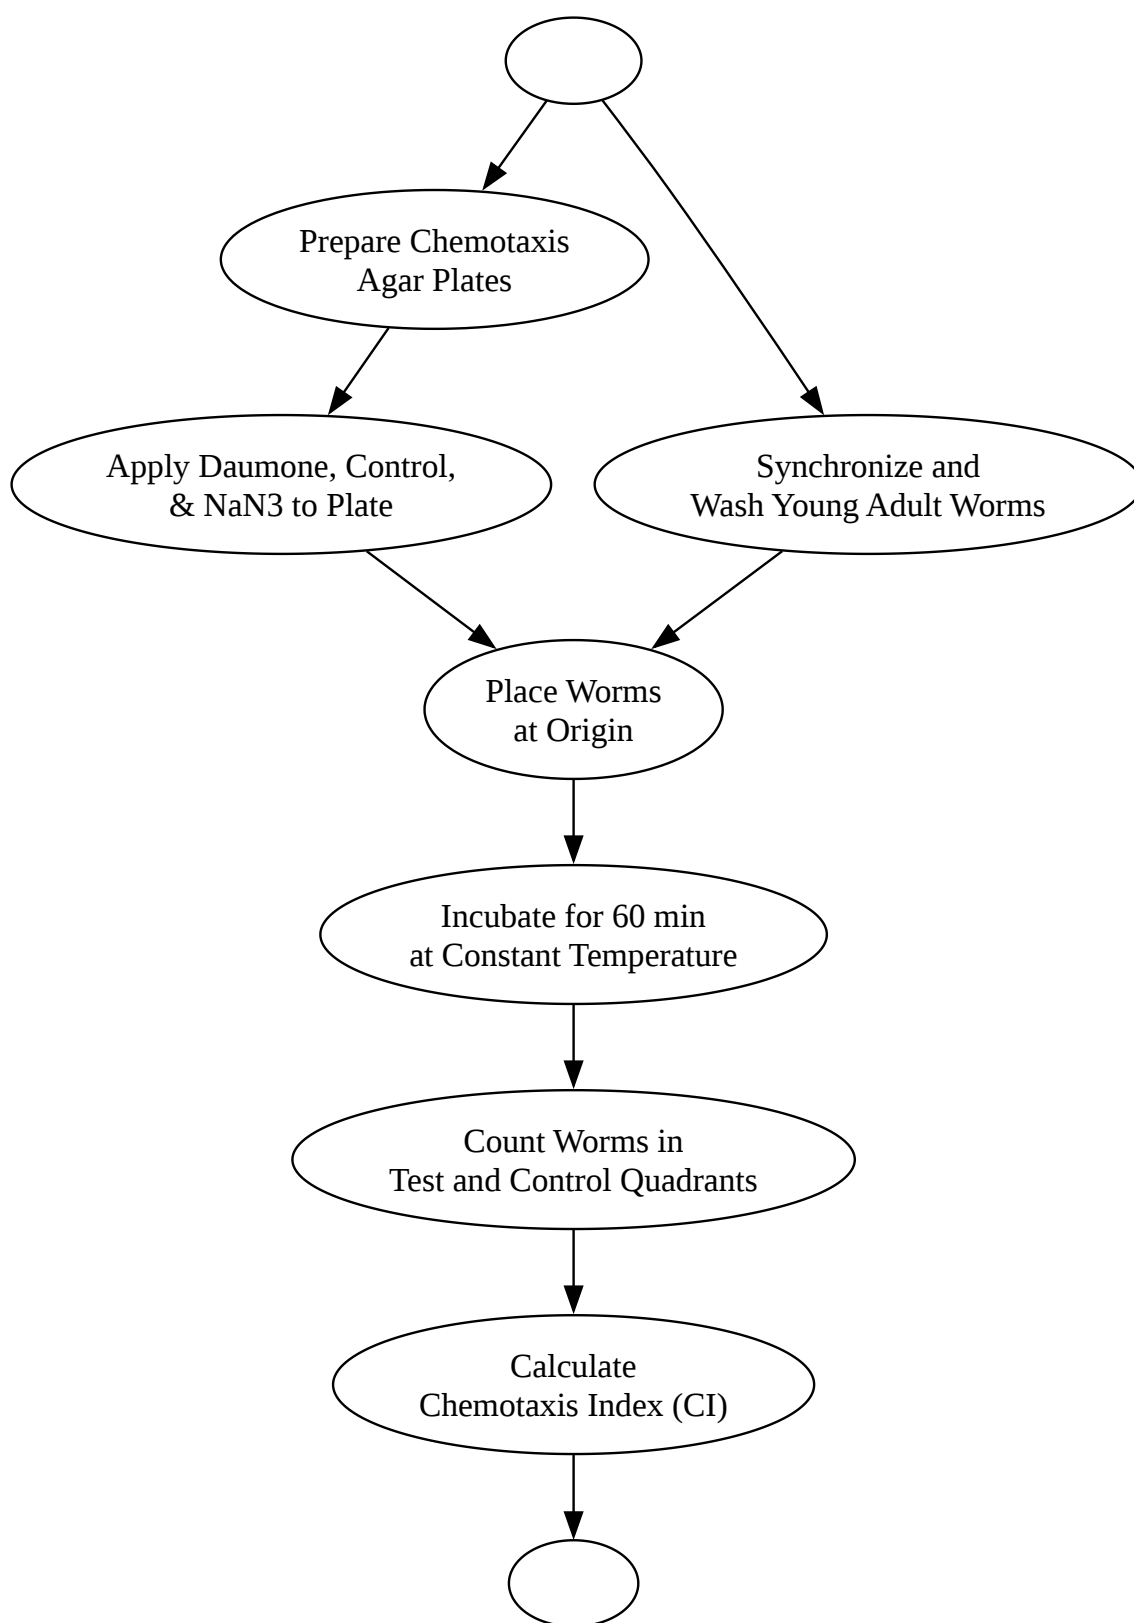 Prepare Chemotaxis
Agar Plates
Apply Daumone, Control,
& NaN3 to Plate
Synchronize and
Wash Young Adult Worms
Place Worms
at Origin
Incubate for 60 min
at Constant Temperature
Count Worms in
Test and Control Quadrants
Calculate
Chemotaxis Index (CI)